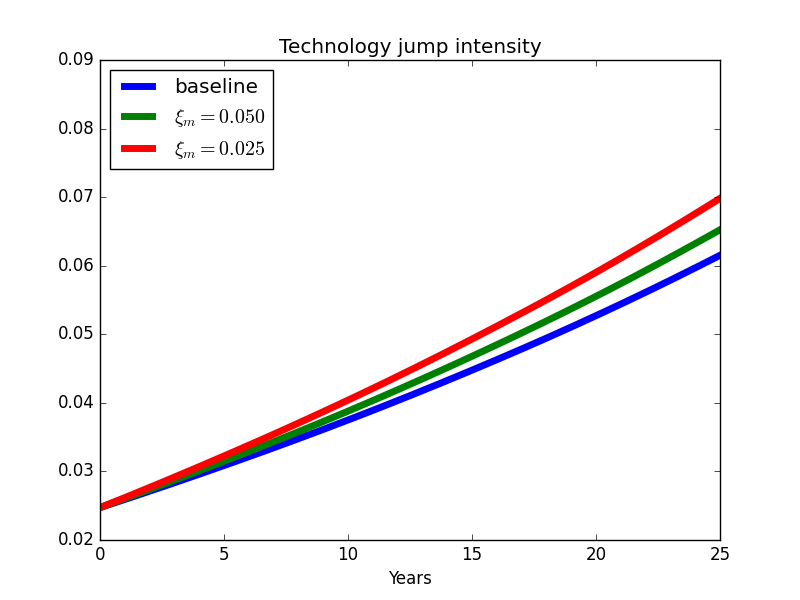 Technology jump intensity
0.09
0.08
0.07
0.06
0.05
0.04
0.03
0.02
baseline
ξₘ = 0.050
ξₘ = 0.025
0 5 10 15 20 25
Years